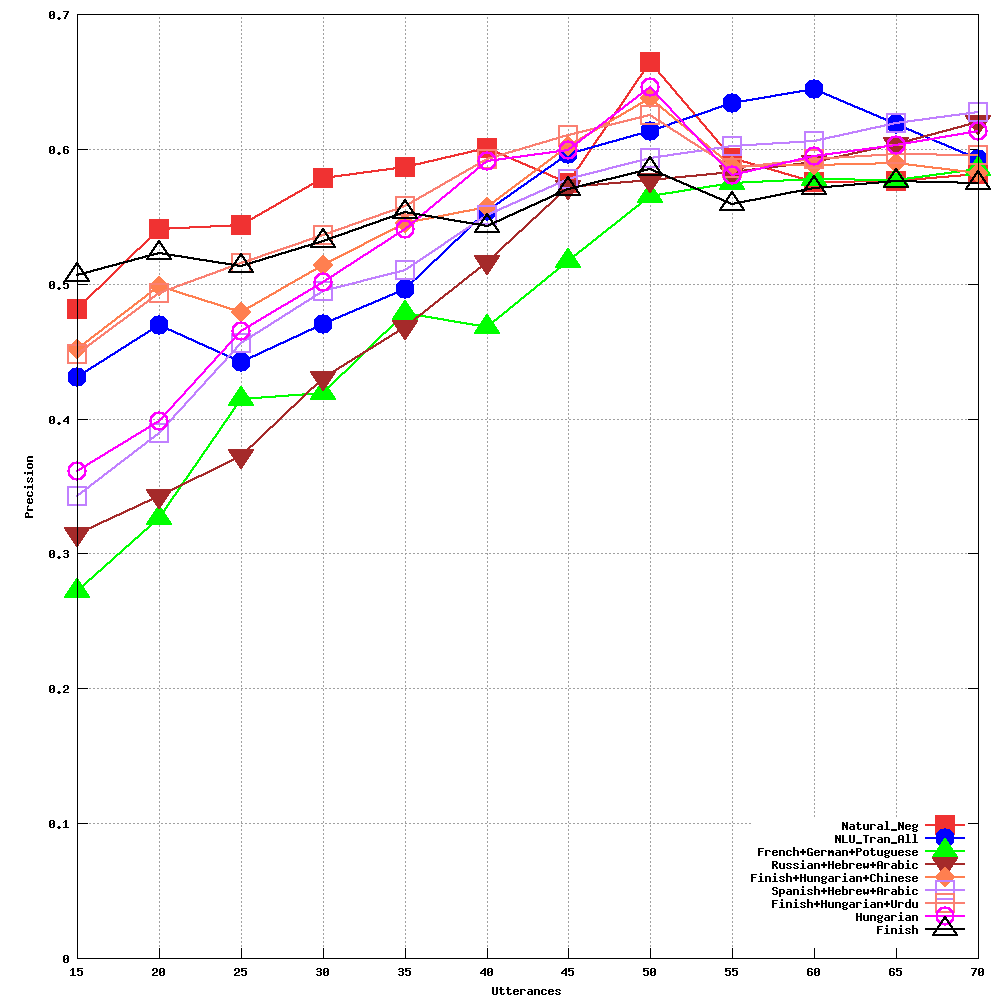 0.7
0.6
0.5
0.4
0.3
0.2
0.1
0
Precision
15 20 25 30 35 40 45 50 55 60 65 70
Utterances
Natural_Neg
NLU_Tran_All
French+German+Potuguese
Russian+Hebrew+Arabic
Finish+Hungarian+Chinese
Spanish+Hebrew+Arabic
Finish+Hungarian+Urdu
Hungarian
Finish